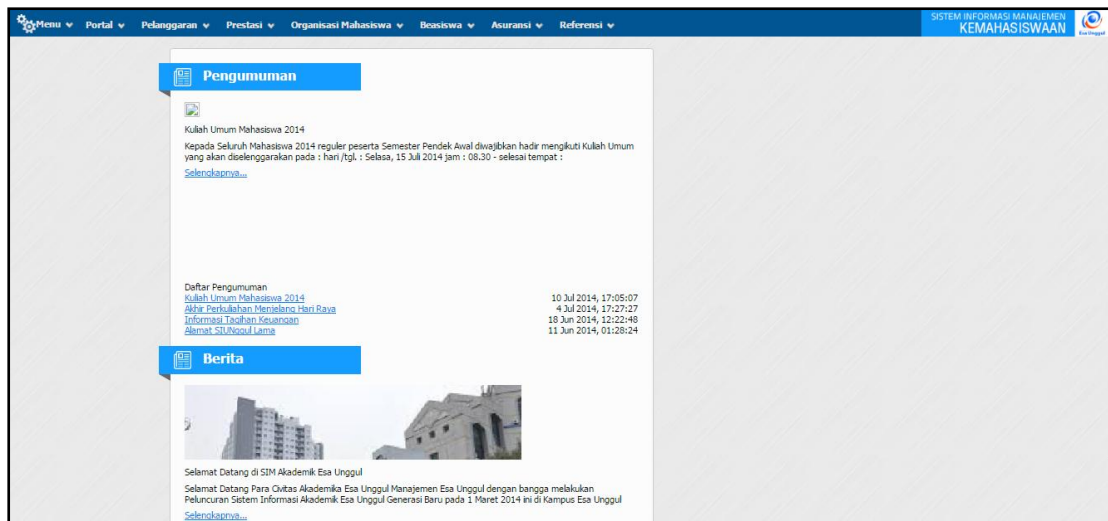 Menu Portal Pelanggaran Prestasi Organisasi Mahasiswa Beasiswa Asuransi Referensi
SISTEM INFORMASI MANAJEMEN
KEMAHASISWAAN
Esa Unggul
Pengumuman
Kuliah Umum Mahasiswa 2014
Kepada Seluruh Mahasiswa 2014 reguler peserta Semester Pendek Awal diwajibkan hadir mengikuti Kuliah Umum
yang akan diselenggarakan pada : hari /tgl. : Selasa, 15 Juli 2014 jam : 08.30 - selesai tempat :
Selengkapnya...
Daftar Pengumuman
Kuliah Umum Mahasiswa 2014 10 Jul 2014, 17:05:07
Akhir Perkuliahan Menjelang Hari Raya 4 Jul 2014, 17:27:27
Informasi Tagihan Keuangan 18 Jun 2014, 12:22:48
Alamat SIUNggul Lama 11 Jun 2014, 01:28:24
Berita
Selamat Datang di SIM Akademik Esa Unggul
Selamat Datang Para Civitas Akademika Esa Unggul Manajemen Esa Unggul dengan bangga melakukan
Peluncuran Sistem Informasi Akademik Esa Unggul Generasi Baru pada 1 Maret 2014 ini di Kampus Esa Unggul
Selengkapnya...